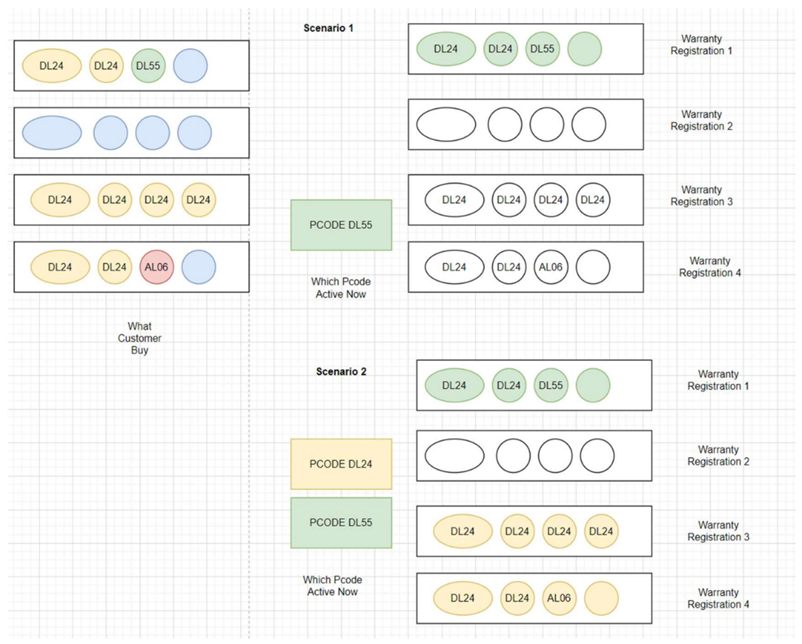 Scenario 1
DL24 DL24 DL55
DL24 DL24 DL24 DL24
DL24 DL24 AL06
What
Customer
Buy
PCODE DL55
Which Pcode
Active Now
DL24 DL24 DL55
Warranty
Registration 1
Warranty
Registration 2
DL24 DL24 DL24 DL24
Warranty
Registration 3
DL24 DL24 AL06
Warranty
Registration 4
Scenario 2
PCODE DL24
PCODE DL55
Which Pcode
Active Now
DL24 DL24 DL55
Warranty
Registration 1
Warranty
Registration 2
DL24 DL24 DL24 DL24
Warranty
Registration 3
DL24 DL24 AL06
Warranty
Registration 4